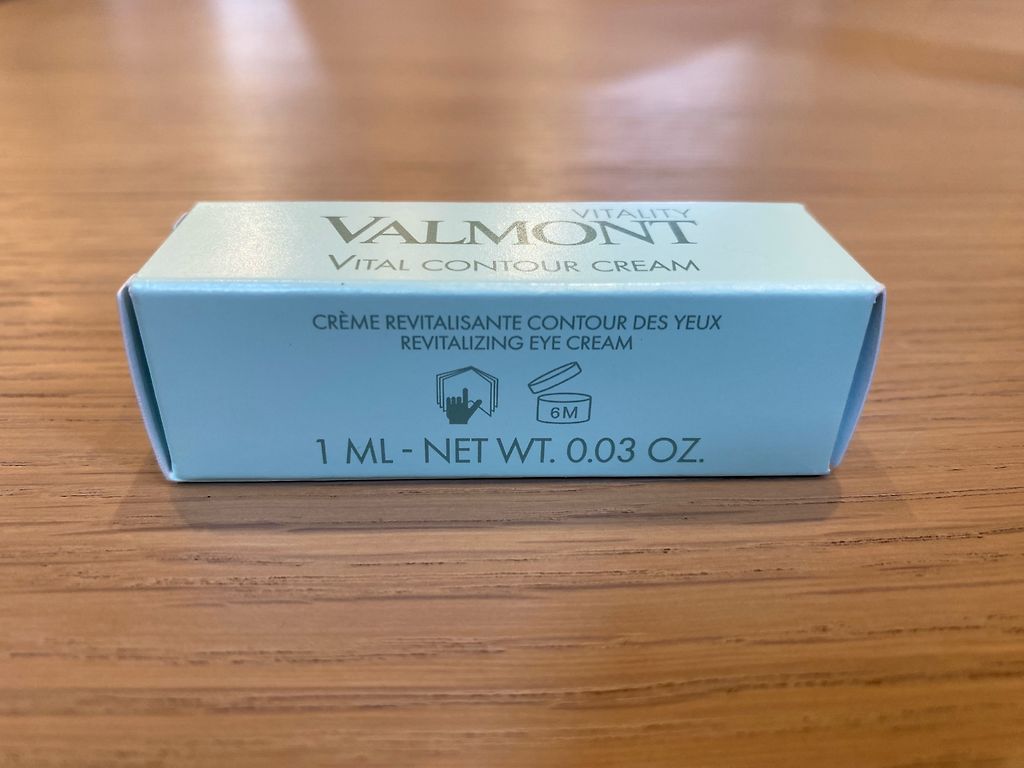 VITALITY
VALMONT
VITAL CONTOUR CREAM
CRÈME REVITALISANTE CONTOUR DES YEUX
REVITALIZING EYE CREAM
6M
1 ML - NET WT. 0.03 OZ.